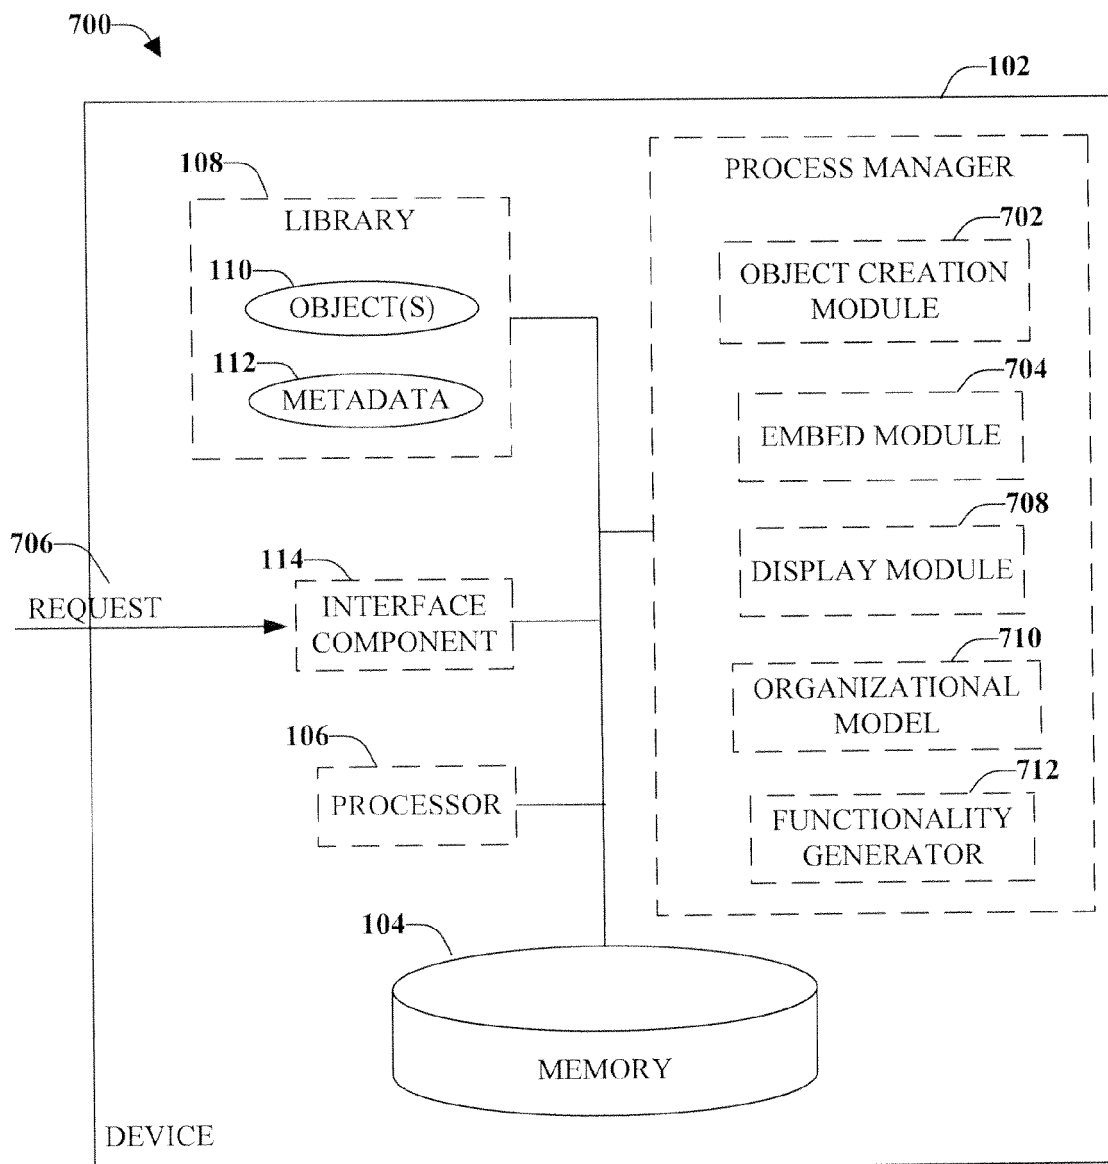 700
102
108
LIBRARY
110
OBJECT(S)
112
METADATA
PROCESS MANAGER
702
OBJECT CREATION
MODULE
704
EMBED MODULE
708
DISPLAY MODULE
710
ORGANIZATIONAL
MODEL
712
FUNCTIONALITY
GENERATOR
706
REQUEST
114
INTERFACE
COMPONENT
106
PROCESSOR
104
MEMORY
DEVICE